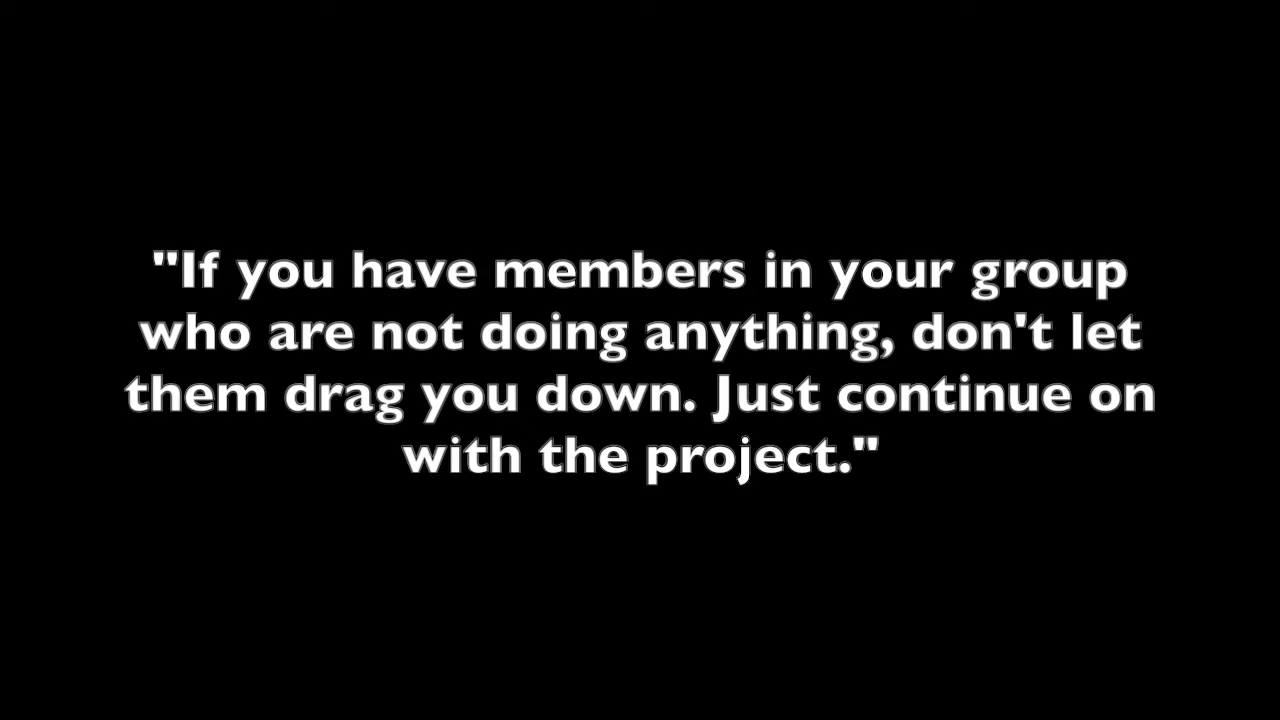 "If you have members in your group
who are not doing anything, don't let
them drag you down. Just continue on
with the project."